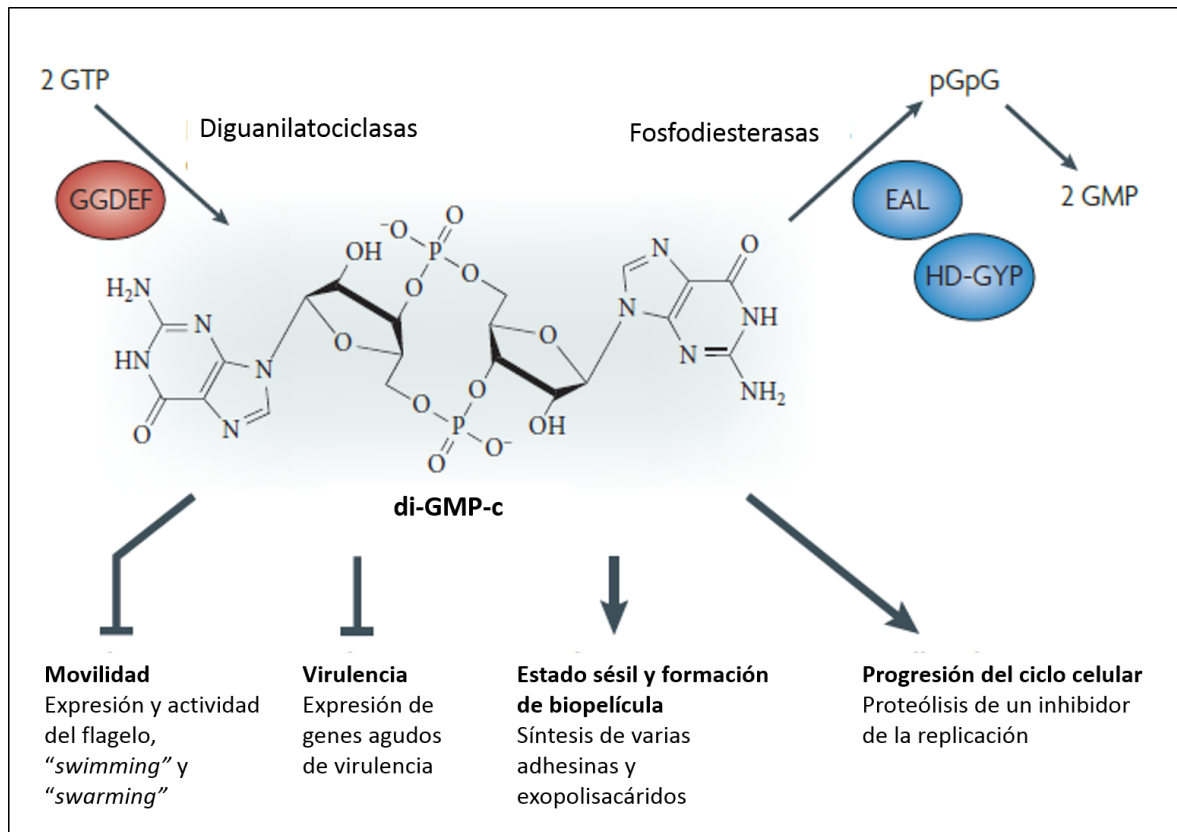 2 GTP
Diguanilatociclasas
GGDEF
Fosfodiesterasas
pGpG
EAL
HD-GYP
2 GMP
H₂N
N
HN
O
N
N
O
OH
⁻O
P
O
O
O
O
P
O
O⁻
O
O
OH
N
N
O
NH
N
NH₂
di-GMP-c
Movilidad
Expresión y actividad
del flagelo,
“swimming” y
“swarming”
Virulencia
Expresión de
genes agudos
de virulencia
Estado sésil y formación
de biopelícula
Síntesis de varias
adhesinas y
exopolisacáridos
Progresión del ciclo celular
Proteólisis de un inhibidor
de la replicación